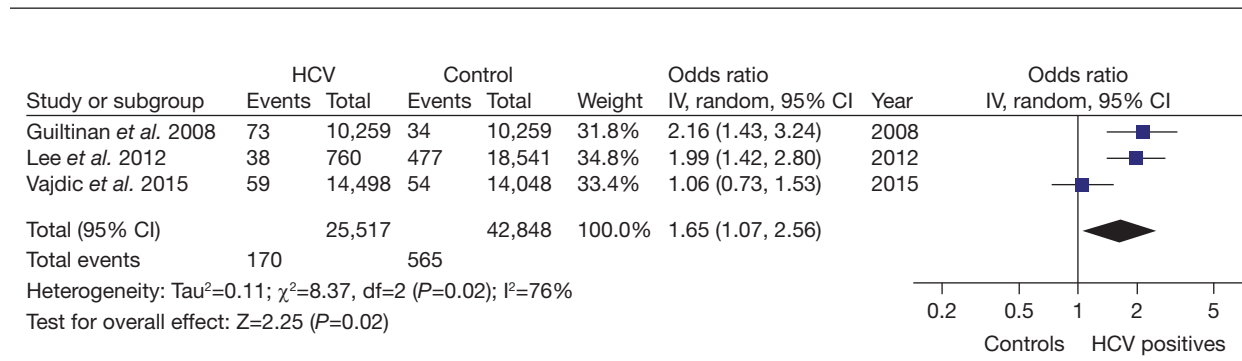 HCV Control Odds ratio Odds ratio
Study or subgroup Events Total Events Total Weight IV, random, 95% CI Year IV, random, 95% CI
Guiltinan et al. 2008 73 10,259 34 10,259 31.8% 2.16 (1.43, 3.24) 2008
Lee et al. 2012 38 760 477 18,541 34.8% 1.99 (1.42, 2.80) 2012
Vajdic et al. 2015 59 14,498 54 14,048 33.4% 1.06 (0.73, 1.53) 2015
Total (95% CI) 25,517 42,848 100.0% 1.65 (1.07, 2.56)
Total events 170 565
Heterogeneity: Tau²=0.11; χ²=8.37, df=2 (P=0.02); I²=76%
Test for overall effect: Z=2.25 (P=0.02)
0.2 0.5 1 2 5
Controls HCV positives